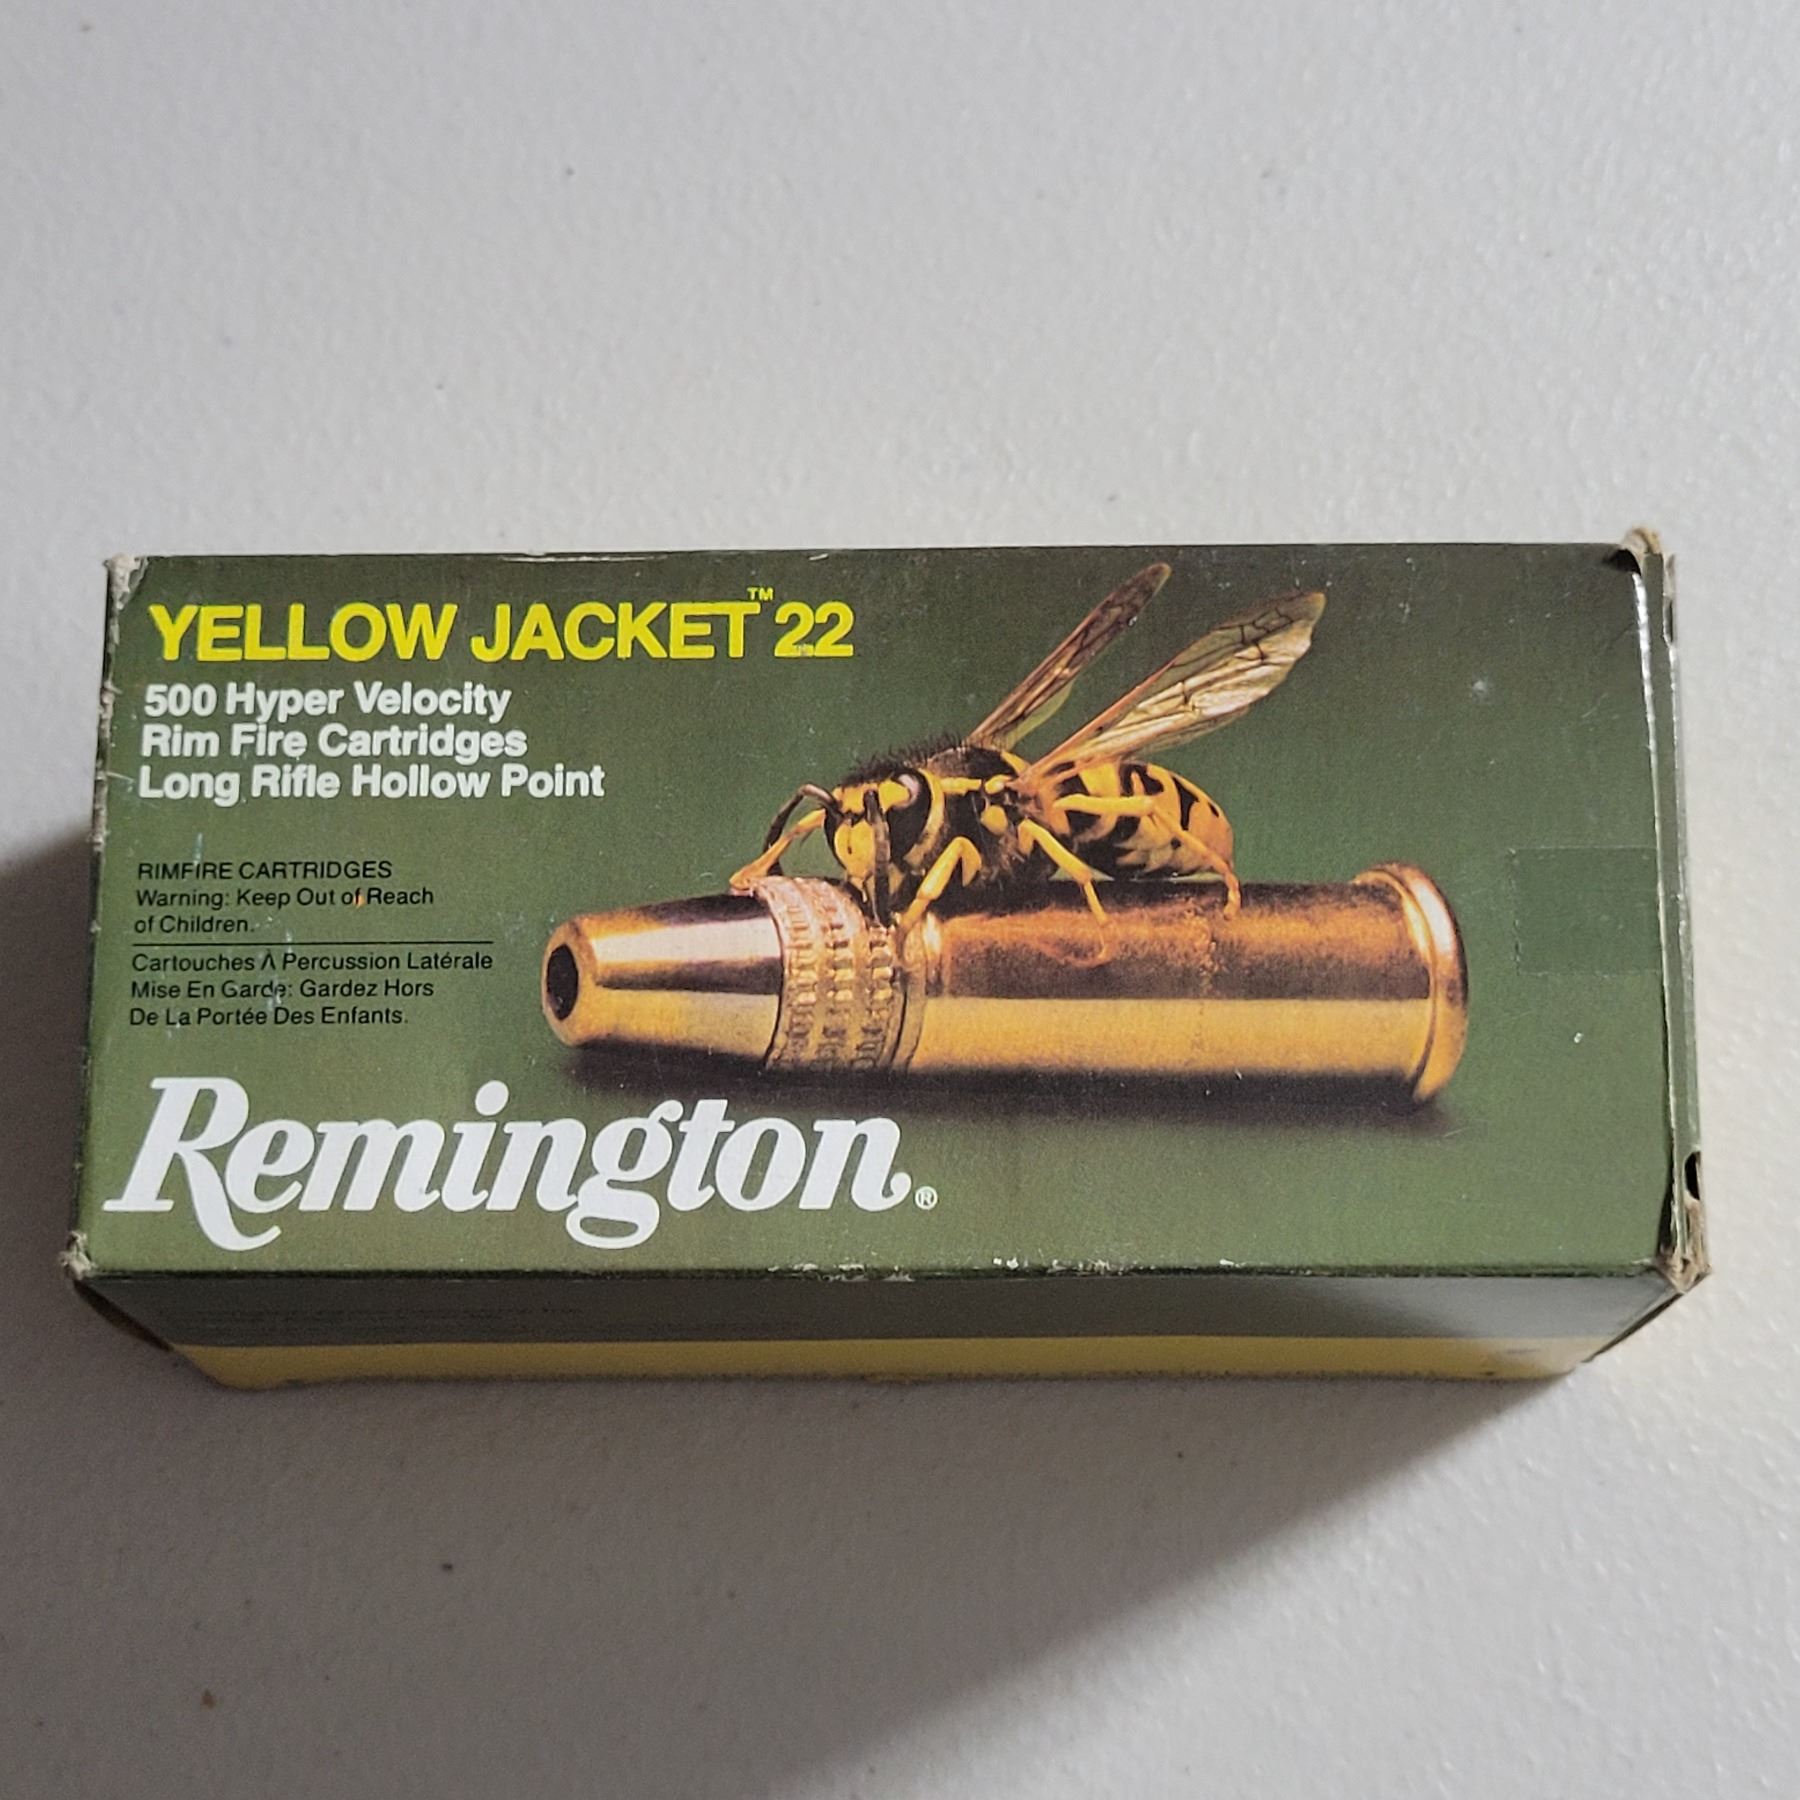 YELLOW JACKET™ 22
500 Hyper Velocity
Rim Fire Cartridges
Long Rifle Hollow Point
RIMFIRE CARTRIDGES
Warning: Keep Out of Reach
of Children.
Cartouches À Percussion Latérale
Mise En Garde: Gardez Hors
De La Portée Des Enfants.
Remington®